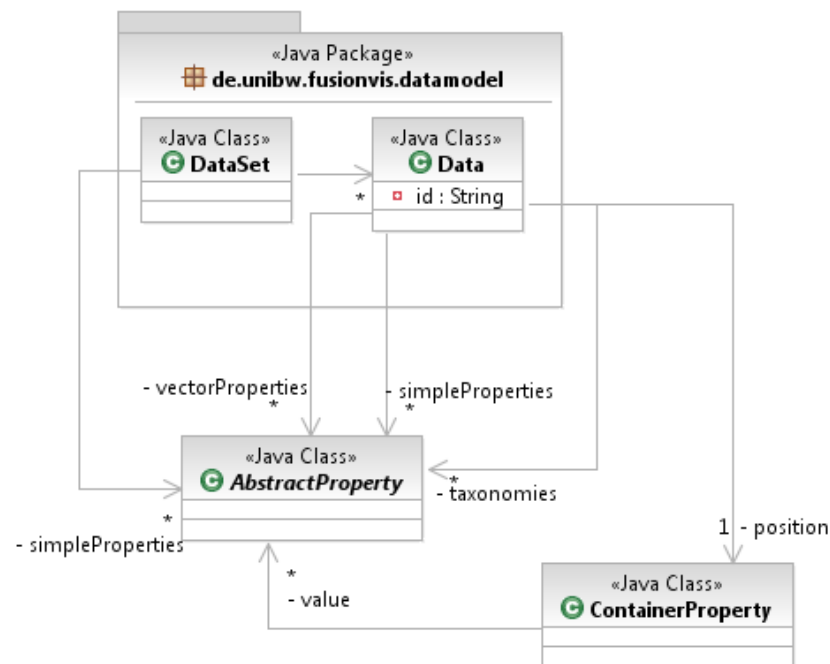 «Java Package»
de.unibw.fusionvis.datamodel
«Java Class»
DataSet
«Java Class»
Data
id : String
*
- vectorProperties
*
- simpleProperties
*
«Java Class»
AbstractProperty
*
- taxonomies
*
- simpleProperties
1 - position
*
- value
«Java Class»
ContainerProperty